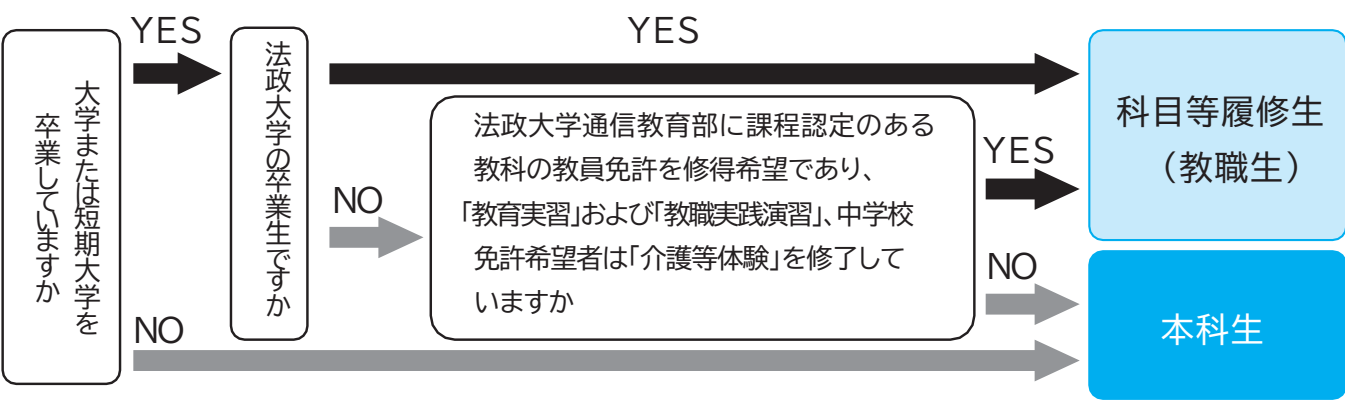 大学または短期大学を
卒業していますか
YES
NO
法政大学の卒業生ですか
YES
NO
法政大学通信教育部に課程認定のある
教科の教員免許を修得希望であり、
「教育実習」および「教職実践演習」、中学校
免許希望者は「介護等体験」を修了して
いますか
YES
NO
科目等履修生
（教職生）
本科生